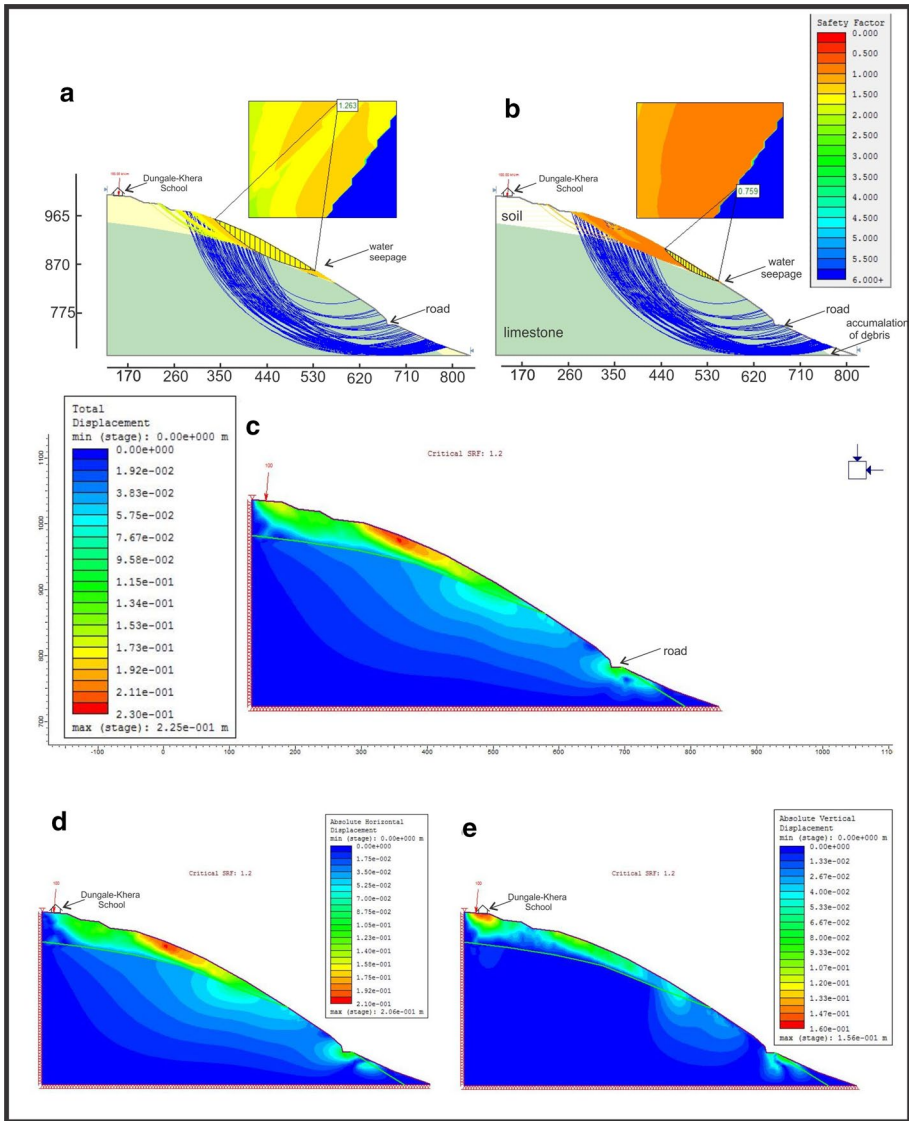 Safety Factor
0.000
0.500
1.000
1.500
2.000
2.500
3.000
3.500
4.000
4.500
5.000
5.500
6.000+
a
1.263
Dungale-Khera
School
965
870
775
water
seepage
road
170 260 350 440 530 620 710 800
b
0.759
Dungale-Khera
School
soil
water
seepage
road
limestone
accumalation
of debris
170 260 350 440 530 620 710 800
Total
Displacement
min (stage): 0.00e+000 m
0.00e+000
1.92e-002
3.83e-002
5.75e-002
7.67e-002
9.58e-002
1.15e-001
1.34e-001
1.53e-001
1.73e-001
1.92e-001
2.11e-001
2.30e-001
max (stage): 2.25e-001 m
c
Critical SRF: 1.2
100
road
1100
1000
900
800
700
-100 0 100 200 300 400 500 600 700 800 900 1000 110
d
Absolute Horizontal
Displacement
min (stage): 0.00e+000 m
0.00e+000
1.75e-002
3.50e-002
5.25e-002
7.00e-002
8.75e-002
1.05e-001
1.23e-001
1.40e-001
1.58e-001
1.75e-001
1.92e-001
2.10e-001
max (stage): 2.06e-001 m
Critical SRF: 1.2
100
Dungale-Khera
School
e
Absolute Vertical
Displacement
min (stage): 0.00e+000 m
0.00e+000
1.33e-002
2.67e-002
4.00e-002
5.33e-002
6.67e-002
8.00e-002
9.33e-002
1.07e-001
1.20e-001
1.33e-001
1.47e-001
1.60e-001
max (stage): 1.56e-001 m
Critical SRF: 1.2
100
Dungale-Khera
School